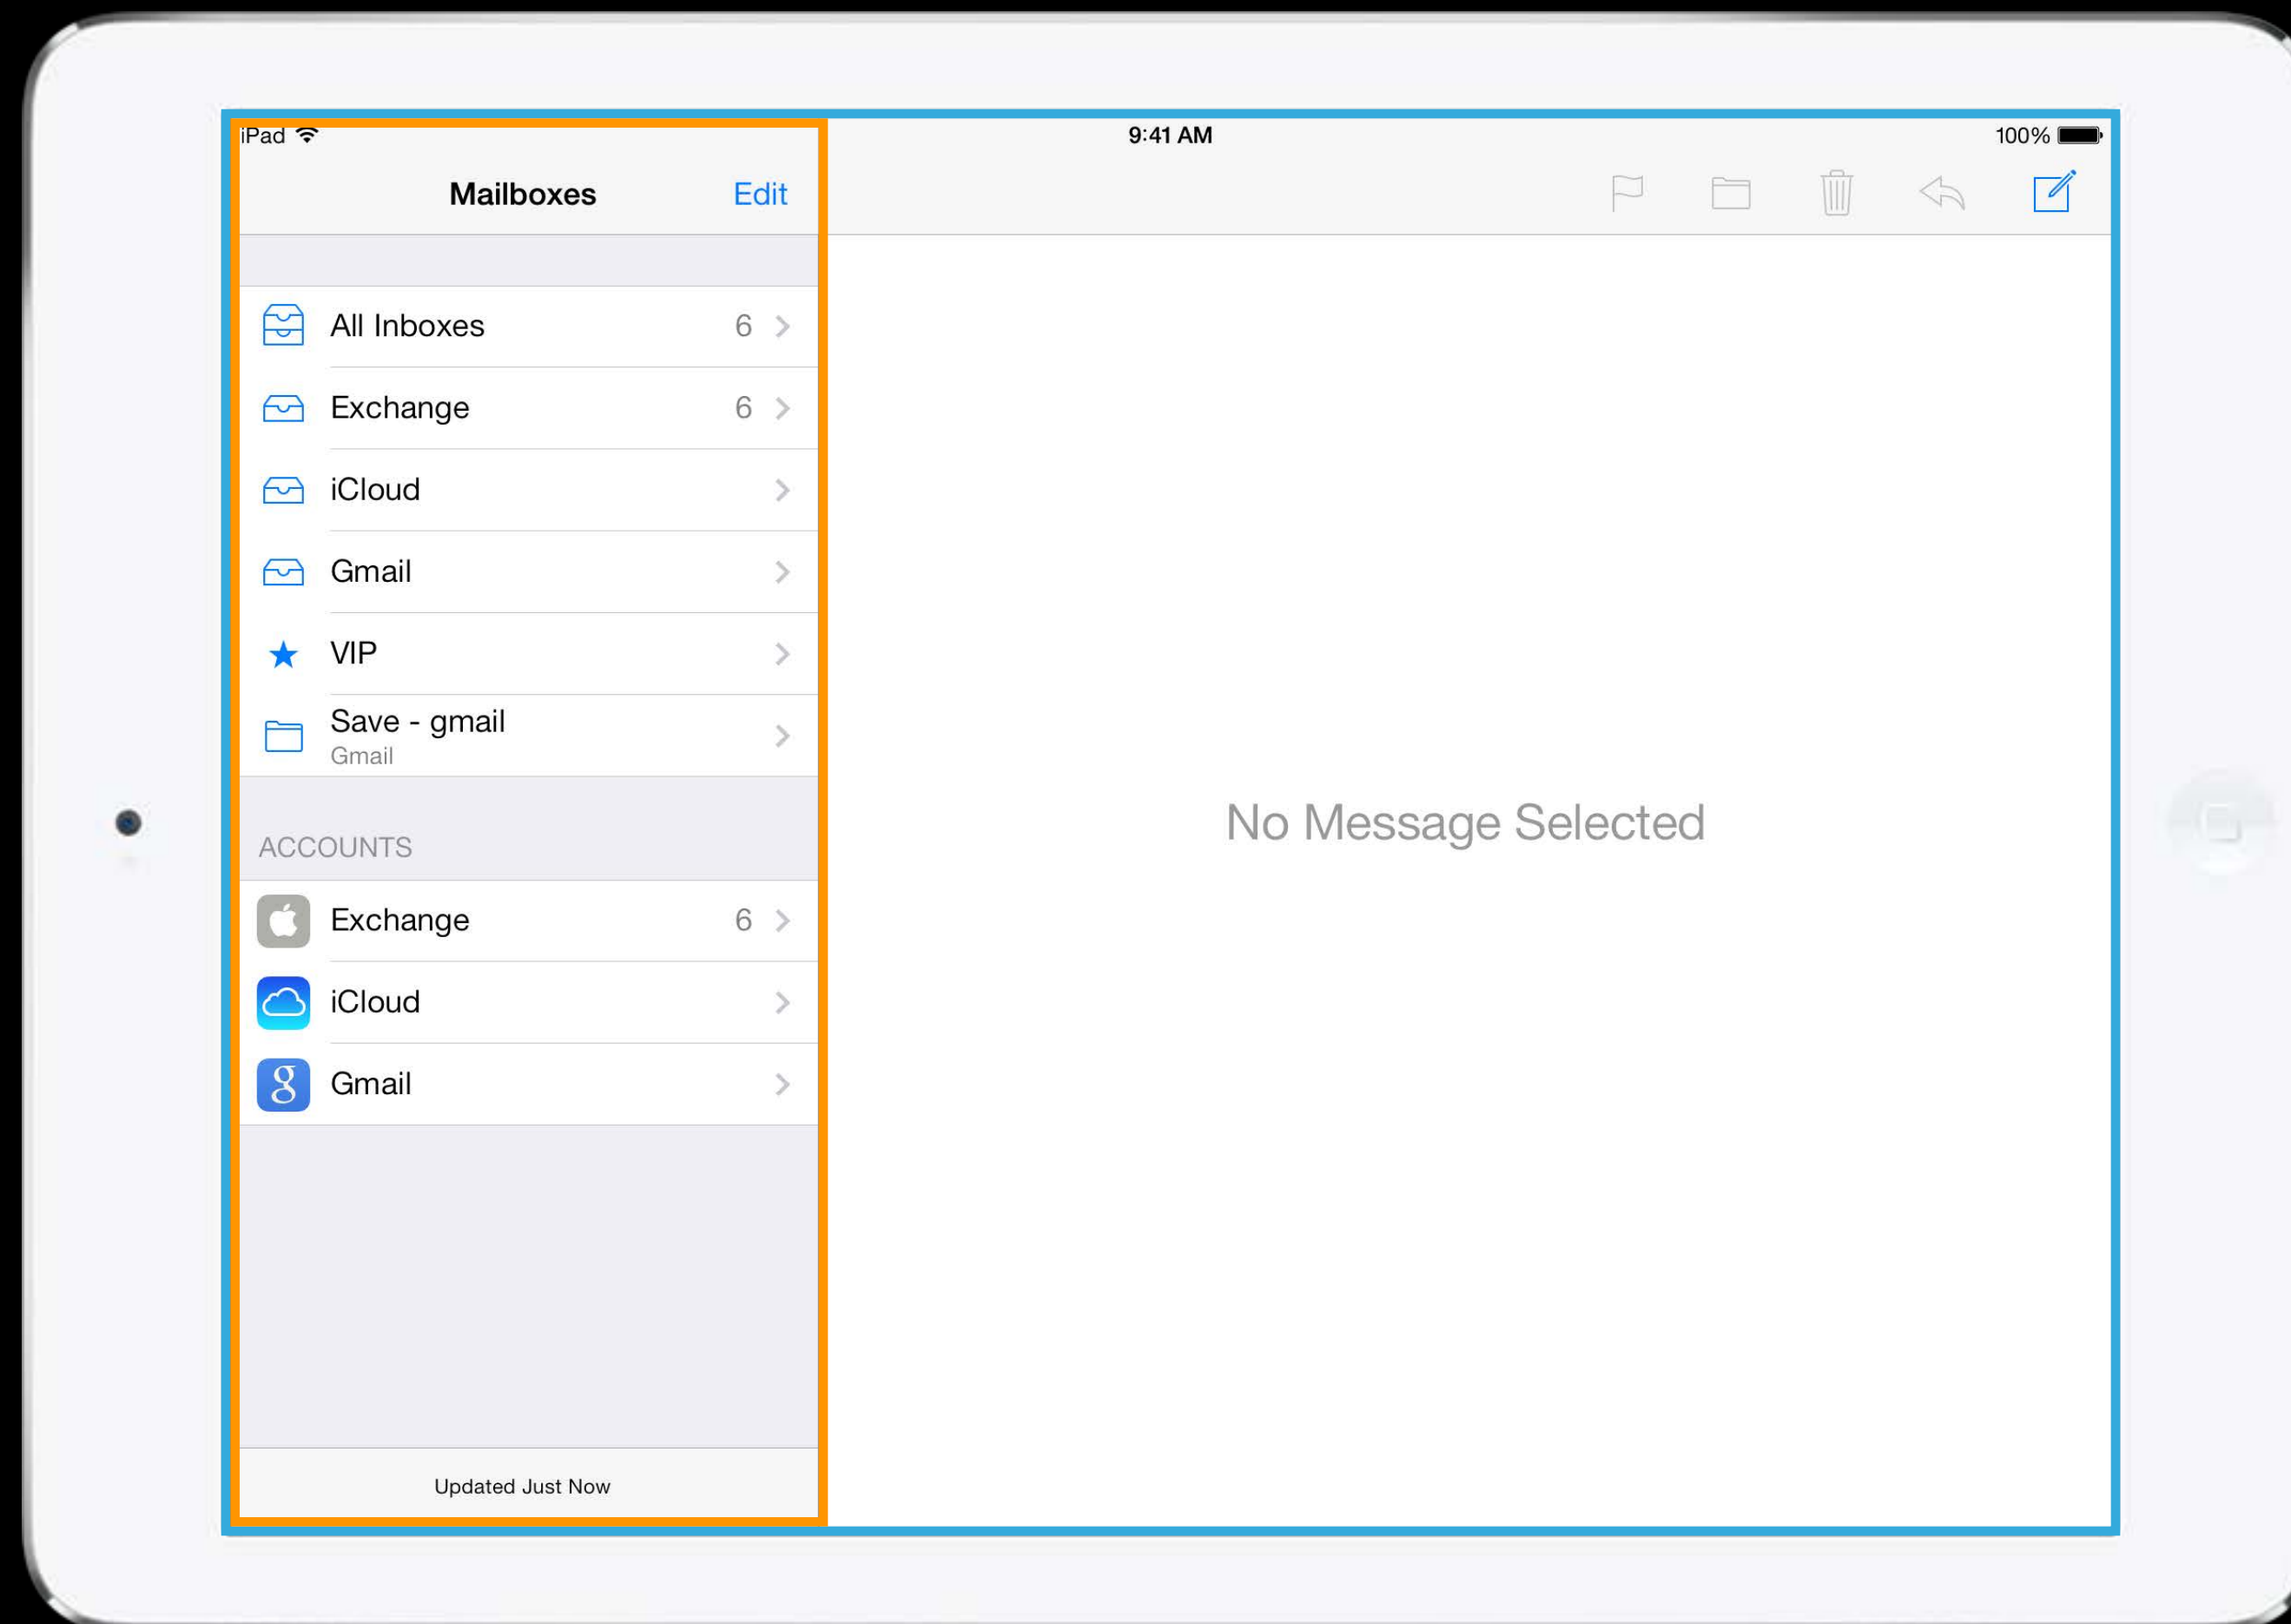 iPad 9:41 AM 100%
Mailboxes Edit
All Inboxes 6
Exchange 6
iCloud
Gmail
VIP
Save - gmail
Gmail
No Message Selected
ACCOUNTS
Exchange 6
iCloud
g Gmail
Updated Just Now